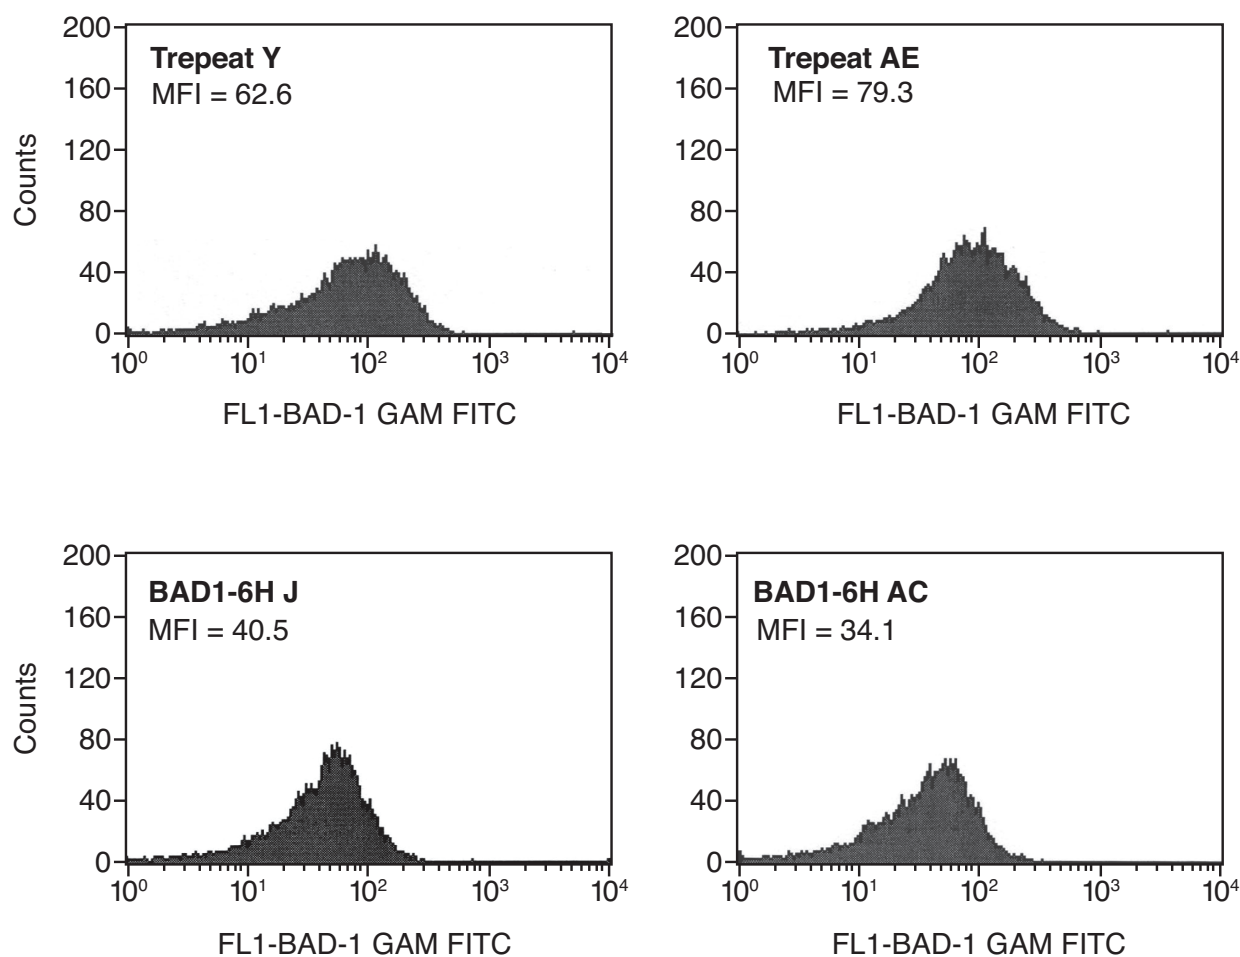 200
160
120
80
40
0
Counts
Trepeat Y
MFI = 62.6
10⁰ 10¹ 10² 10³ 10⁴
FL1-BAD-1 GAM FITC
200
160
120
80
40
0
Trepeat AE
MFI = 79.3
10⁰ 10¹ 10² 10³ 10⁴
FL1-BAD-1 GAM FITC
200
160
120
80
40
0
Counts
BAD1-6H J
MFI = 40.5
10⁰ 10¹ 10² 10³ 10⁴
FL1-BAD-1 GAM FITC
200
160
120
80
40
0
BAD1-6H AC
MFI = 34.1
10⁰ 10¹ 10² 10³ 10⁴
FL1-BAD-1 GAM FITC